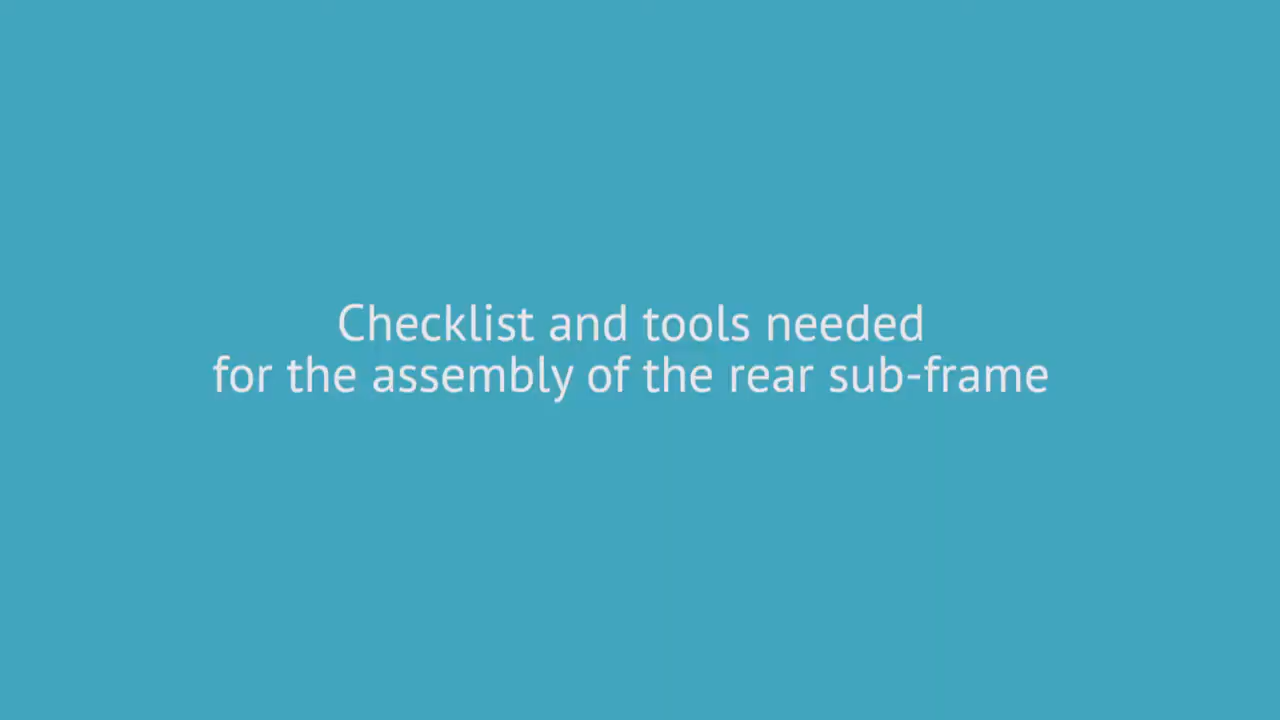 Checklist and tools needed
for the assembly of the rear sub-frame